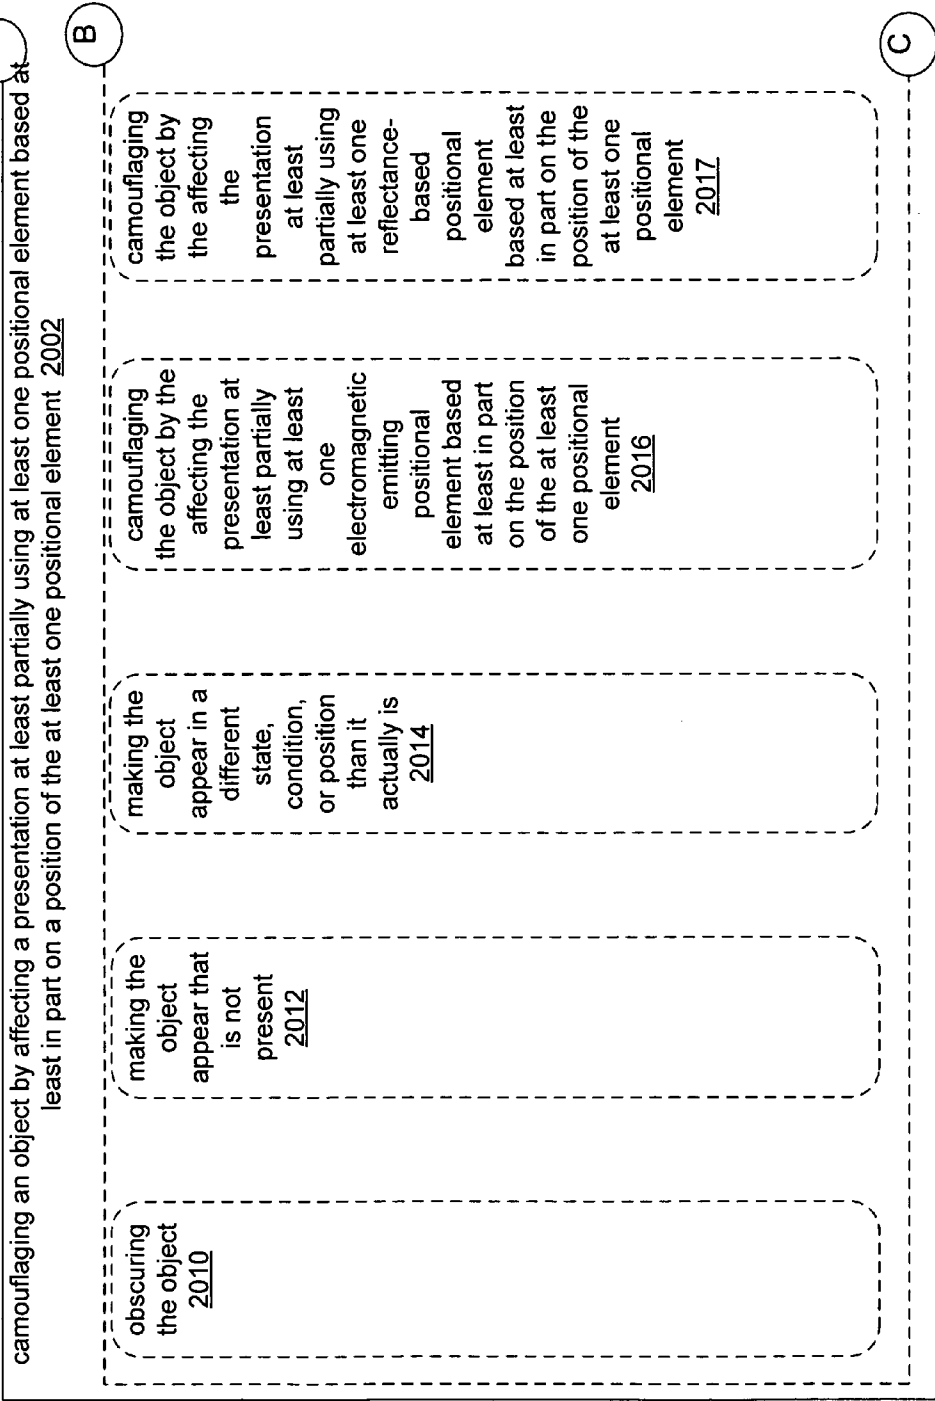 camouflaging an object by affecting a presentation at least partially using at least one positional element based at
least in part on a position of the at least one positional element 2002
B
obscuring
the object
2010
making the
object
appear that
is not
present
2012
making the
object
appear in a
different
state,
condition,
or position
than it
actually is
2014
camouflaging
the object by the
affecting the
presentation at
least partially
using at least
one
electromagnetic
emitting
positional
element based
at least in part
on the position
of the at least
one positional
element
2016
camouflaging
the object by
the affecting
the
presentation
at least
partially using
at least one
reflectance-
based
positional
element
based at least
in part on the
position of the
at least one
positional
element
2017
C